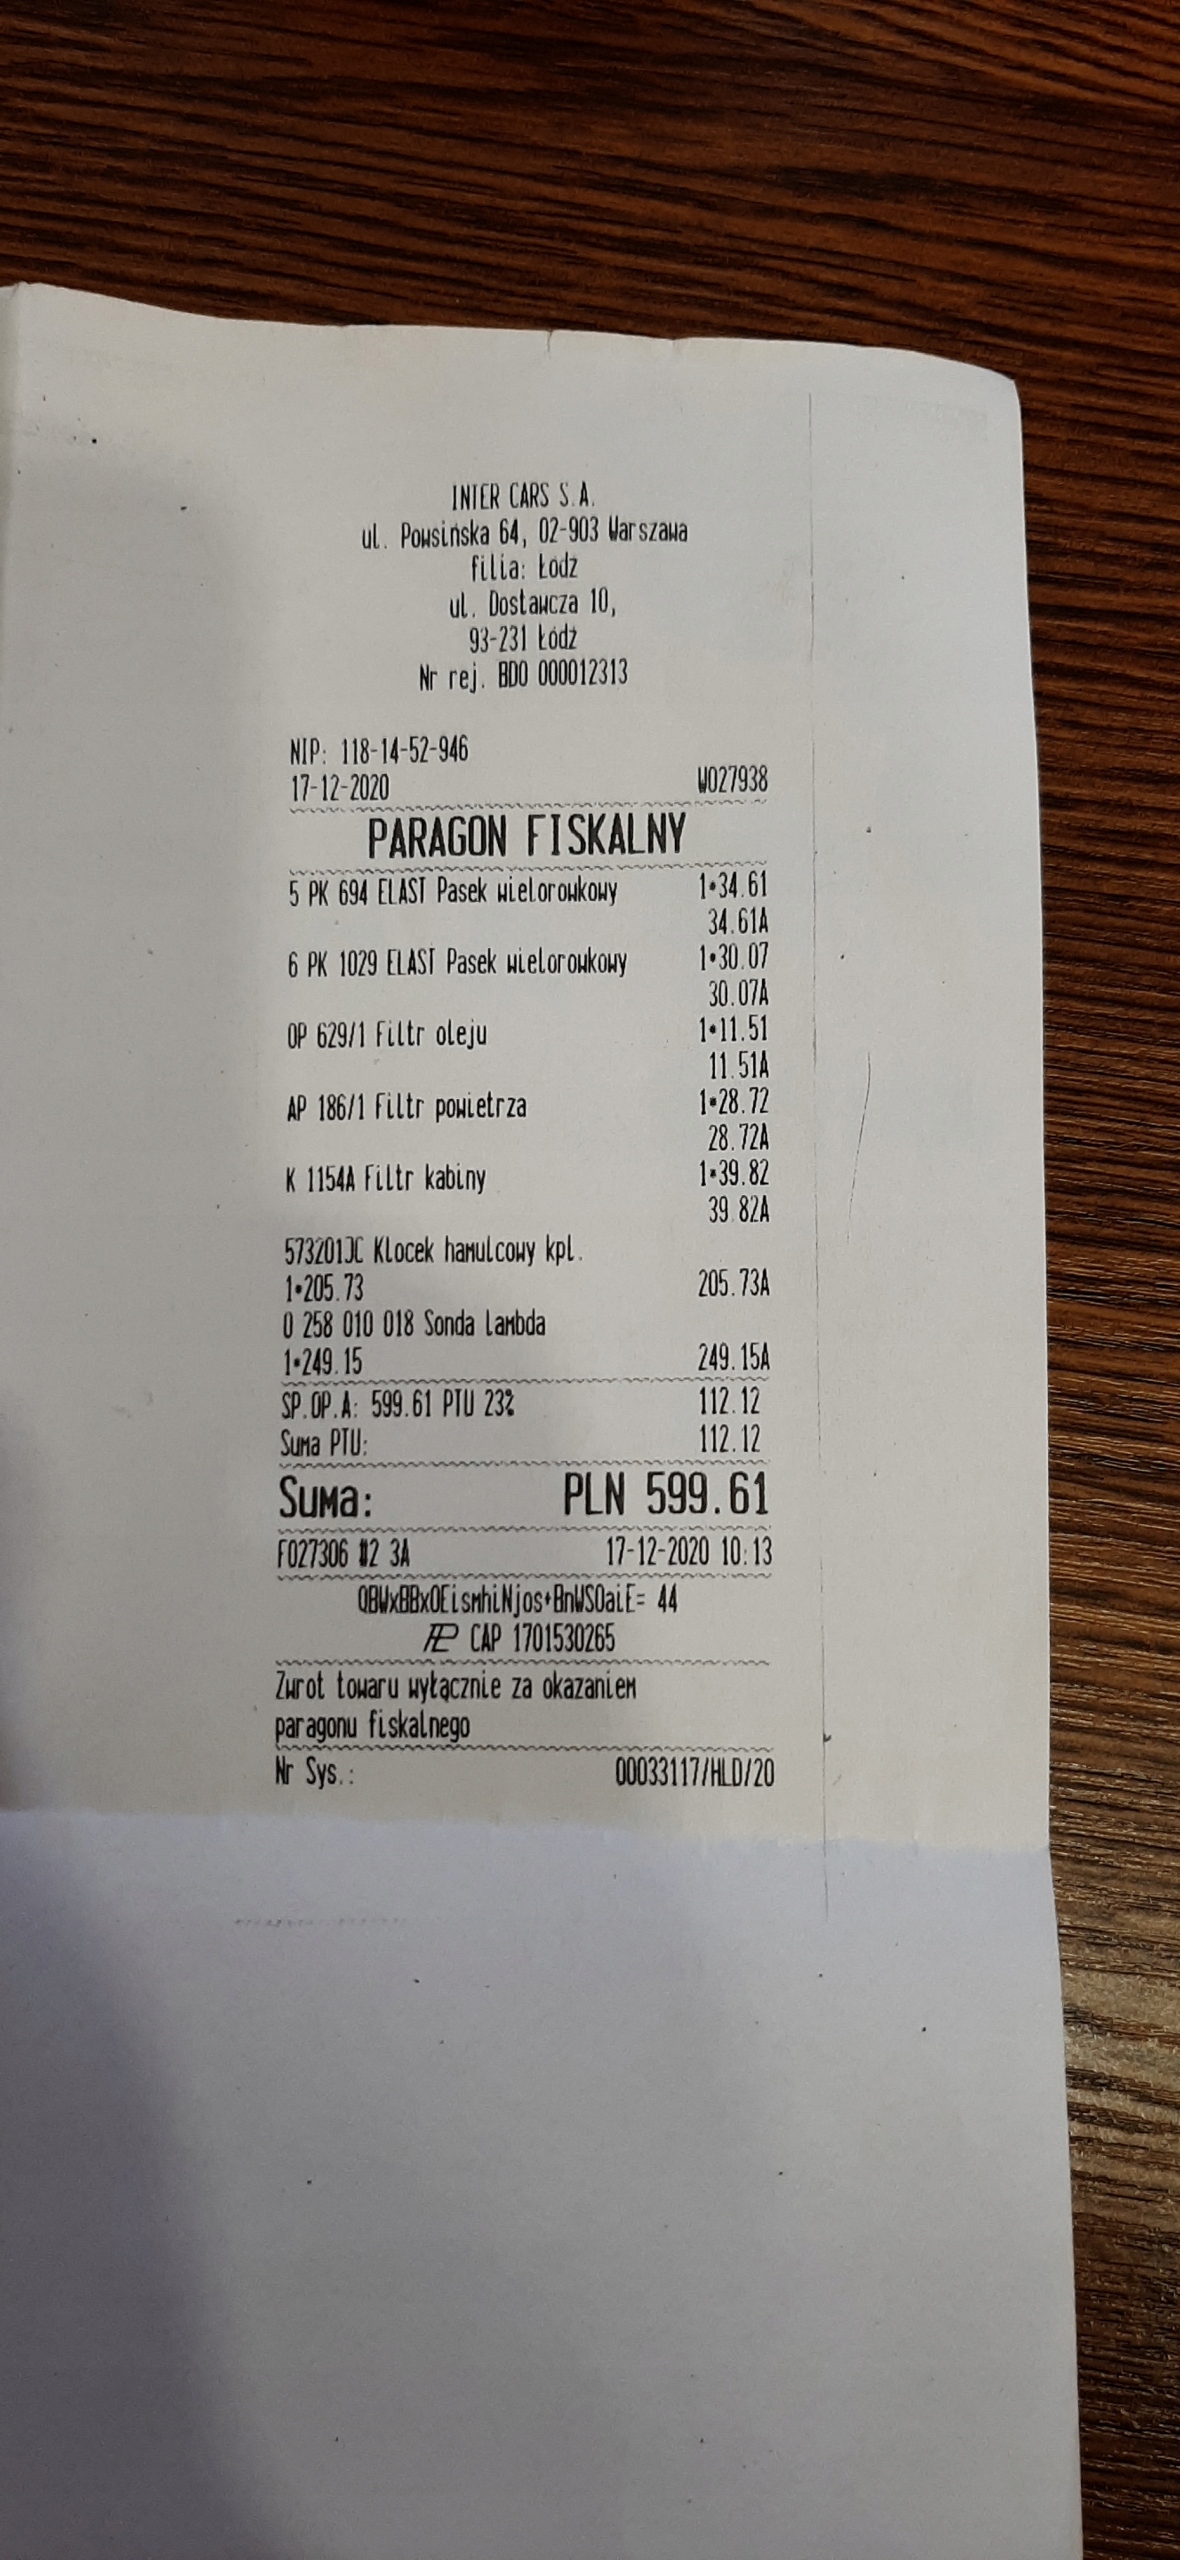 INTER CARS S.A.
ul. Powsińska 64, 02-903 Warszawa
filia: Łódź
ul. Dostawcza 10,
93-231 Łódź
Nr rej. BDO 000012313
NIP: 118-14-52-946
17-12-2020 W027938
PARAGON FISKALNY
5 PK 694 ELAST Pasek wielorowkowy 1*34.61
34.61A
6 PK 1029 ELAST Pasek wielorowkowy 1*30.07
30.07A
OP 629/1 Filtr oleju 1*11.51
11.51A
AP 186/1 Filtr powietrza 1*28.72
28.72A
K 1154A Filtr kabiny 1*39.82
39.82A
573201JC Klocek hamulcowy kpl.
1*205.73 205.73A
0 258 010 018 Sonda Lambda
1*249.15 249.15A
SP.OP.A: 599.61 PTU 23% 112.12
Suma PTU: 112.12
Suma: PLN 599.61
F027306 #2 3A 17-12-2020 10:13
QBWxBBxOEismhiNjos+BnWSOaiE= 44
CAP 1701530265
Zwrot towaru wyłącznie za okazaniem
paragonu fiskalnego
Nr Sys.: 00033117/HLD/20